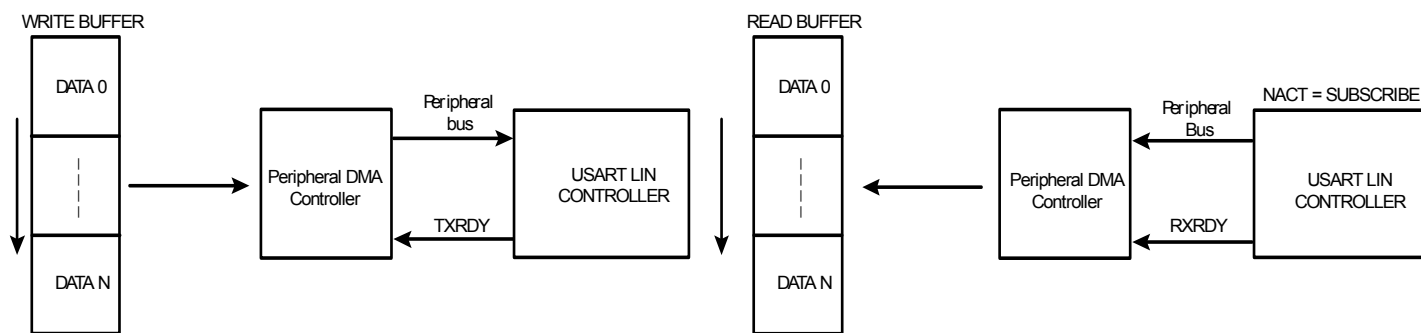 WRITE BUFFER
DATA 0
DATA N
Peripheral DMA
Controller
Peripheral
bus
TXRDY
USART LIN
CONTROLLER
READ BUFFER
DATA 0
DATA N
Peripheral DMA
Controller
Peripheral
Bus
RXRDY
NACT = SUBSCRIBE
USART LIN
CONTROLLER